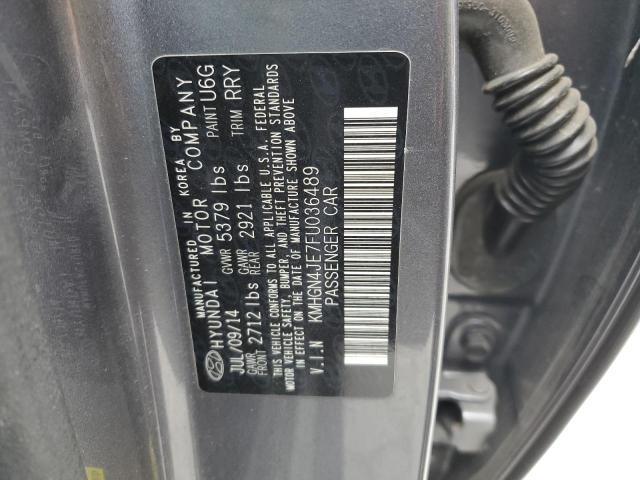 MANUFACTURED IN KOREA BY
HYUNDAI MOTOR COMPANY
JUL/09/14 GVWR 5379 lbs PAINT U6G
GAWR FRONT 2712 lbs GAWR REAR 2921 lbs TRIM RRY
THIS VEHICLE CONFORMS TO ALL APPLICABLE U.S.A. FEDERAL
MOTOR VEHICLE SAFETY, BUMPER, AND THEFT PREVENTION STANDARDS
IN EFFECT ON THE DATE OF MANUFACTURE SHOWN ABOVE.
V.I.N KMHGN4JE7FU036489
PASSENGER CAR